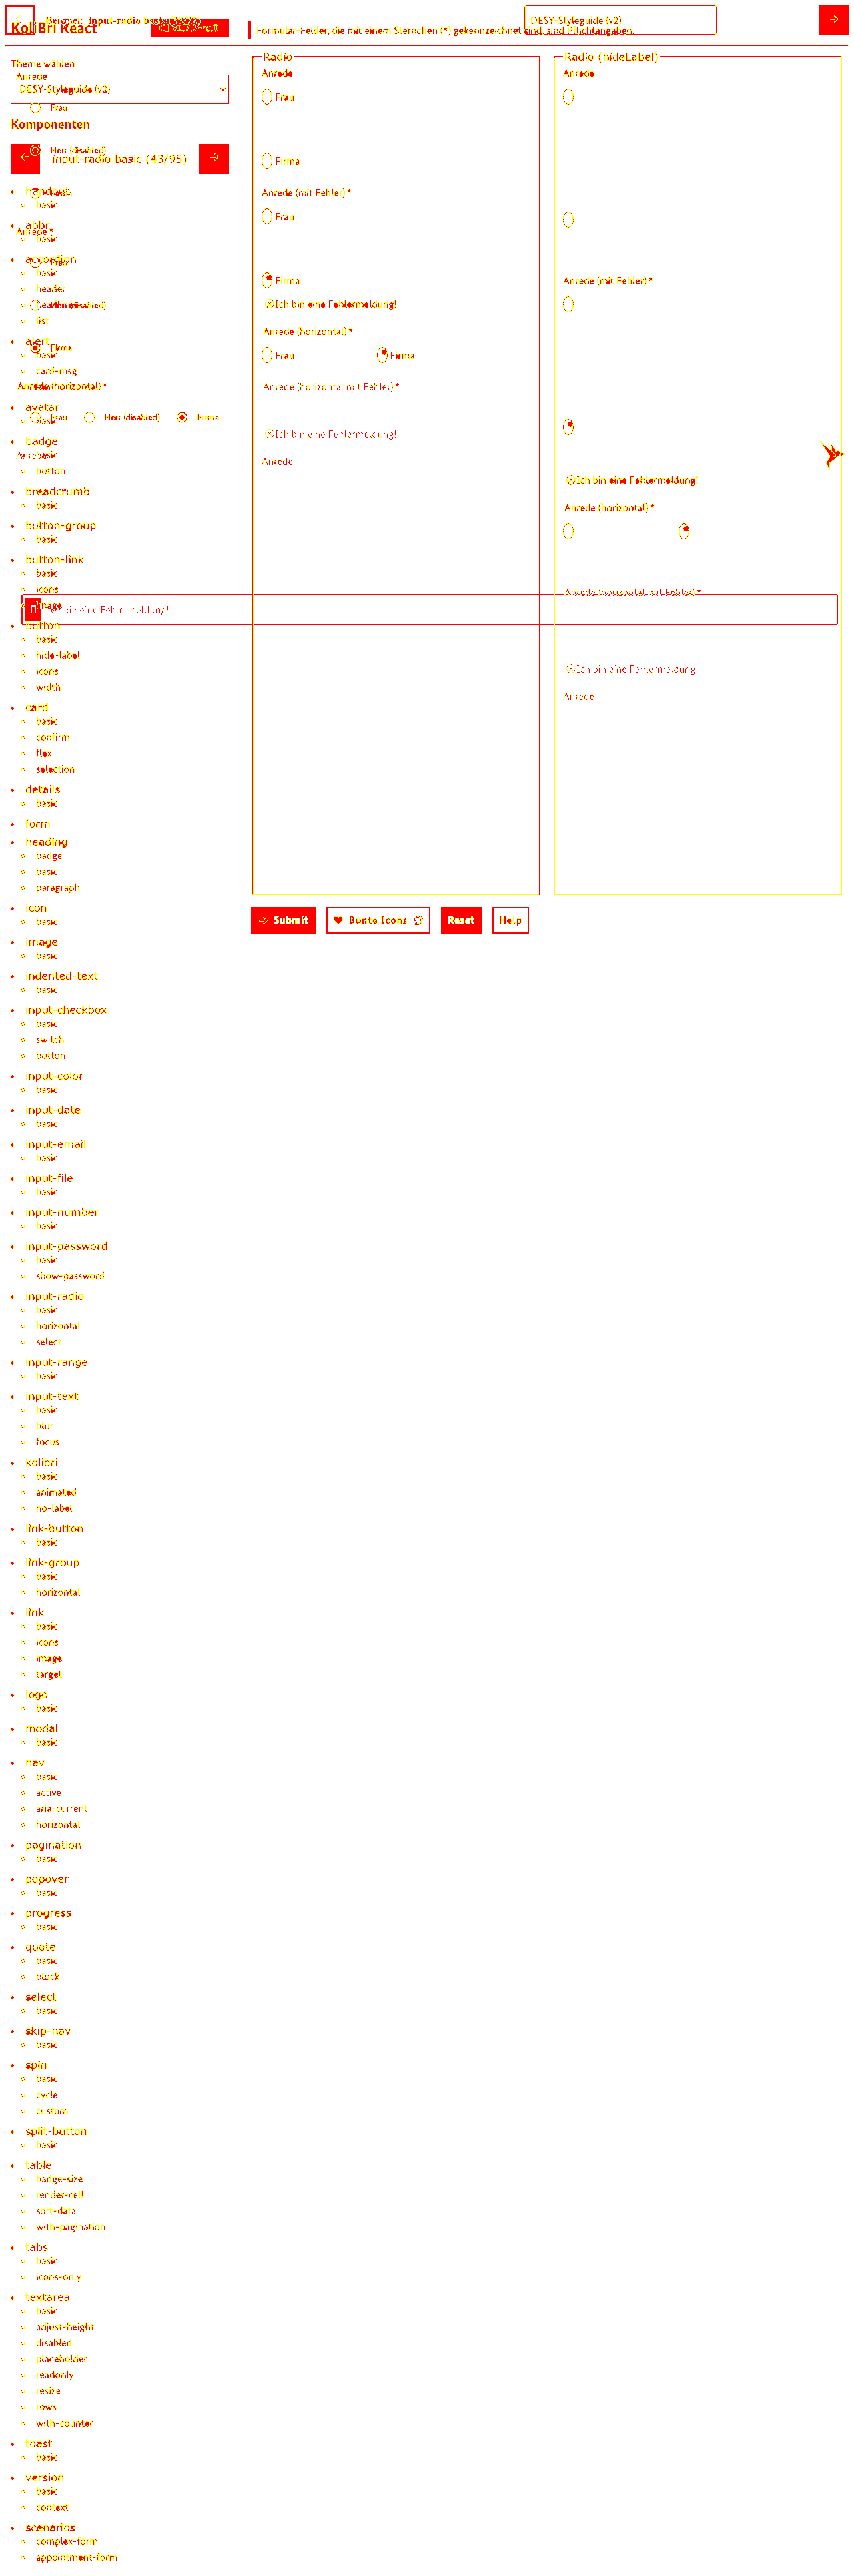 KoliBri React
Formular-Felder, die mit einem Sternchen (*) gekennzeichnet sind, sind Pflichtangaben.
DESY-Styleguide (v2)
Theme wählen
Anrede
DESY-Styleguide (v2)
Frau
Komponenten
Herr (disabled)
input-radio basic (43/95)
handout
basic
abbr
Anrede *
basic
accordion
basic
header
headlines
list
alert
basic
Firma
card-msg
Anrede (horizontal) *
avatar
basic
Frau
Herr (disabled)
Firma
badge
basic
button
breadcrumb
basic
button-group
basic
button-link
basic
icons
image
Ich bin eine Fehlermeldung!
button
basic
hide-label
icons
width
card
basic
confirm
flex
selection
details
basic
form
heading
badge
basic
paragraph
icon
basic
image
basic
indented-text
basic
input-checkbox
basic
switch
button
input-color
basic
input-date
basic
input-email
basic
input-file
basic
input-number
basic
input-password
basic
show-password
input-radio
basic
horizontal
select
input-range
basic
input-text
basic
blur
focus
kolibri
basic
animated
no-label
link-button
basic
link-group
basic
horizontal
link
basic
icons
image
target
logo
basic
modal
basic
nav
basic
active
aria-current
horizontal
pagination
basic
popover
basic
progress
basic
quote
basic
block
select
basic
skip-nav
basic
spin
basic
cycle
custom
split-button
basic
table
badge-size
render-cell
sort-data
with-pagination
tabs
basic
icons-only
textarea
basic
adjust-height
disabled
placeholder
readonly
resize
rows
with-counter
toast
basic
version
basic
context
scenarios
complex-form
appointment-form
Radio
Anrede
Frau
Firma
Anrede (mit Fehler) *
Frau
Firma
Ich bin eine Fehlermeldung!
Anrede (horizontal) *
Frau
Firma
Anrede (horizontal mit Fehler) *
Ich bin eine Fehlermeldung!
Anrede
Radio (hideLabel)
Anrede
Anrede (mit Fehler) *
Ich bin eine Fehlermeldung!
Anrede (horizontal) *
Anrede (horizontal mit Fehler) *
Ich bin eine Fehlermeldung!
Anrede
Submit
Bunte Icons
Reset
Help